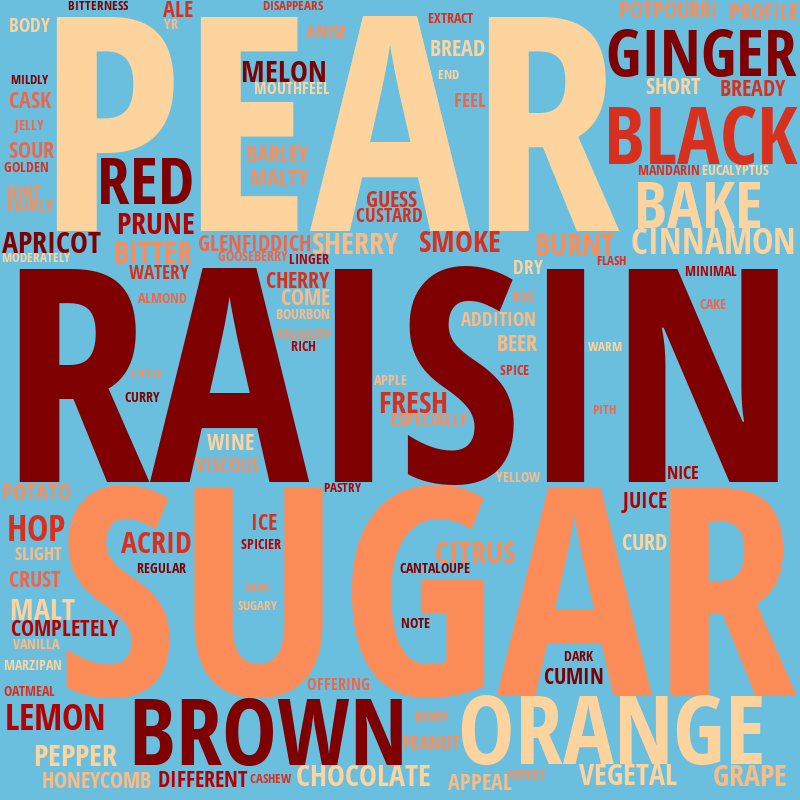 BITTERNESS
ALE
DISAPPEARS
POTPOURRI
PROFILE
BODY
YR
EXTRACT
ANISE
PEAR
BREAD
GINGER
MELON
MOUTHFEEL
END
MILDLY
SHORT
BREADY
CASK
FEEL
JELLY
BLACK
SOUR
BARLEY
GOLDEN
MALTY
MANDARIN
EUCALYPTUS
RED
HINT
FAIRLY
GUESS
CUSTARD
BAKE
PRUNE
APRICOT
BITTER
GLENFIDDICH
SHERRY
SMOKE
BURNT
CINNAMON
MODERATELY
GOOSEBERRY
LINGER
FLASH
WATERY
CHERRY
DRY
MINIMAL
ALMOND
COME
RISE
CAKE
BOURBON
ADDITION
VISCOSITY
RICH
BEER
WARM
RAISIN
LITTLE
APPLE
SPICE
CURRY
FRESH
ESPECIALLY
PITH
WINE
VISCOUS
YELLOW
NICE
POTATO
PASTRY
JUICE
HOP
ICE
ACRID
SPICIER
CITRUS
CURD
SLIGHT
REGULAR
CANTALOUPE
CRUST
SUGAR
SUGARY
MALT
COMPLETELY
NOTE
VANILLA
MARZIPAN
DARK
CUMIN
OATMEAL
OFFERING
LEMON
BROWN
BERRY
ORANGE
PEANUT
PEPPER
HONEYCOMB
DIFFERENT
CASHEW
CHOCOLATE
APPEAL
HONEY
VEGETAL
GRAPE